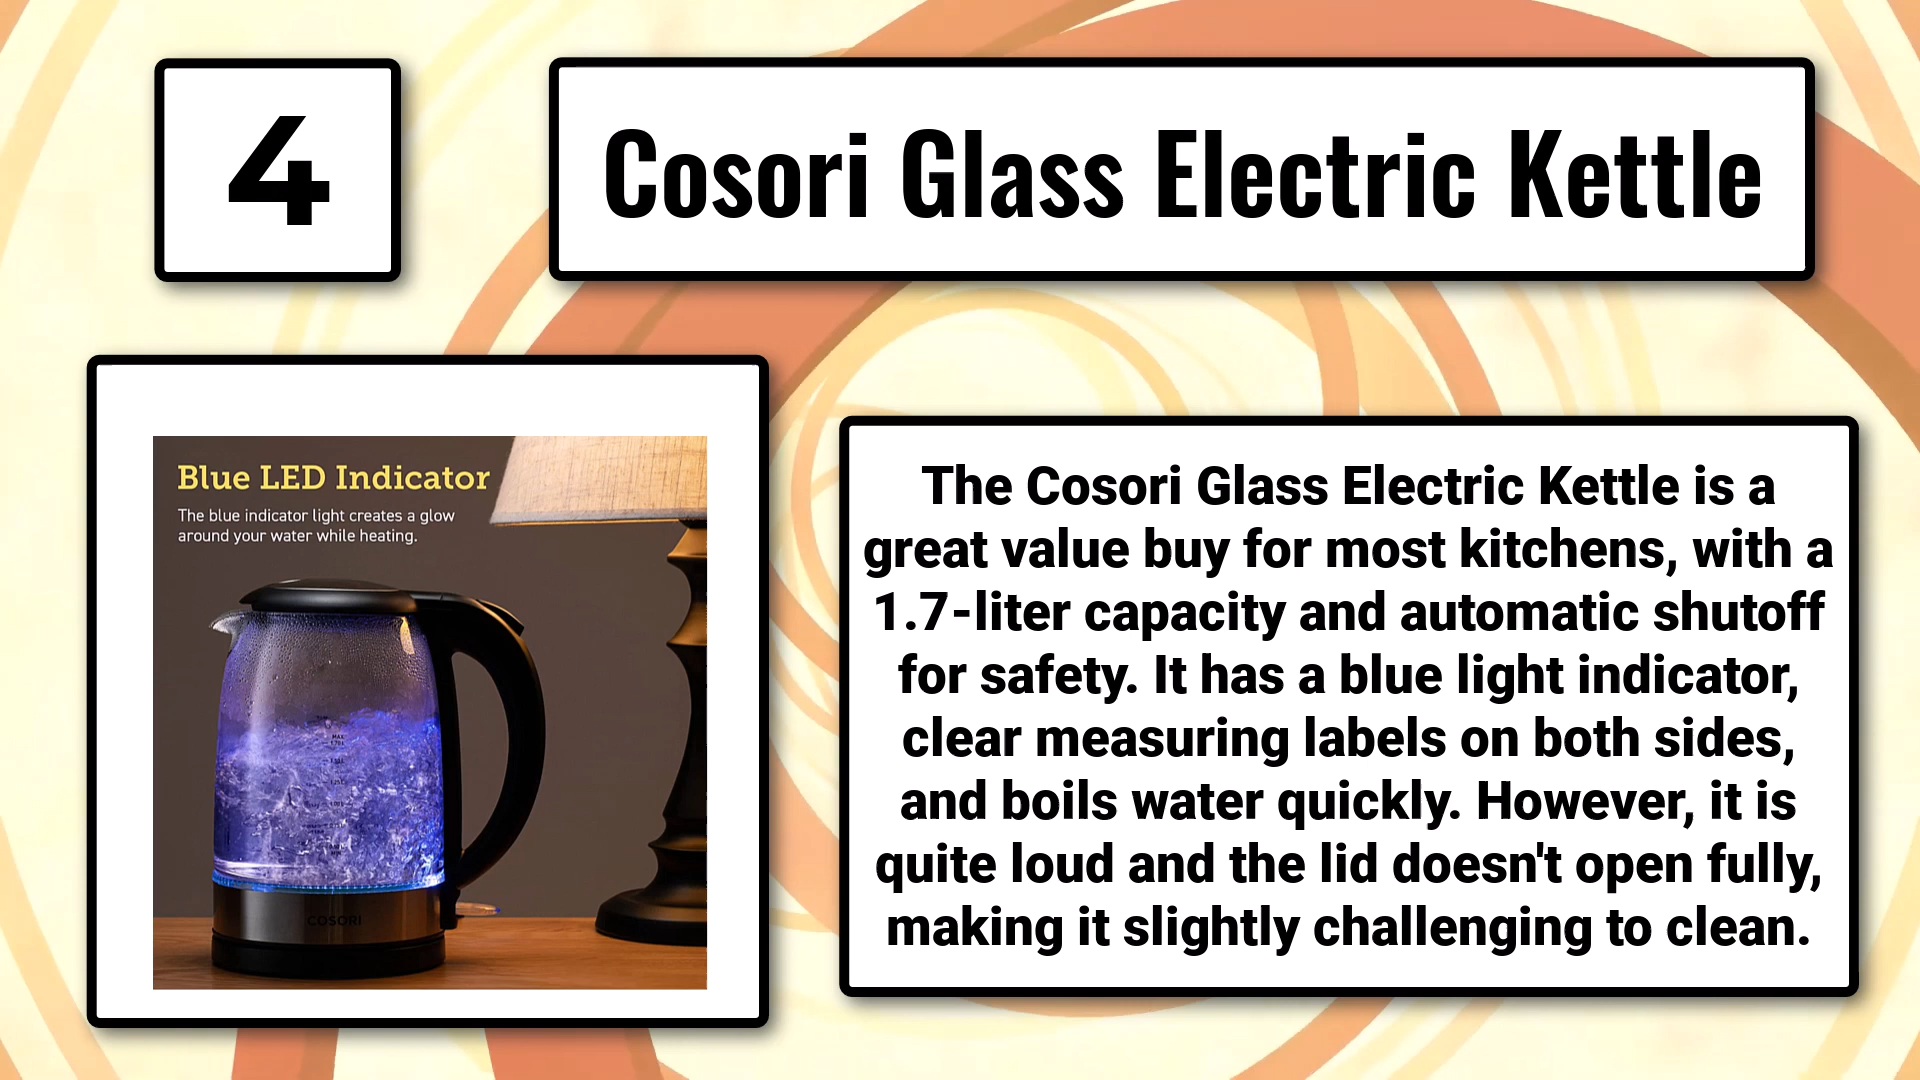 4
Cosori Glass Electric Kettle
Blue LED Indicator
The blue indicator light creates a glow
around your water while heating.
MAX
COSORI
The Cosori Glass Electric Kettle is a
great value buy for most kitchens, with a
1.7-liter capacity and automatic shutoff
for safety. It has a blue light indicator,
clear measuring labels on both sides,
and boils water quickly. However, it is
quite loud and the lid doesn't open fully,
making it slightly challenging to clean.